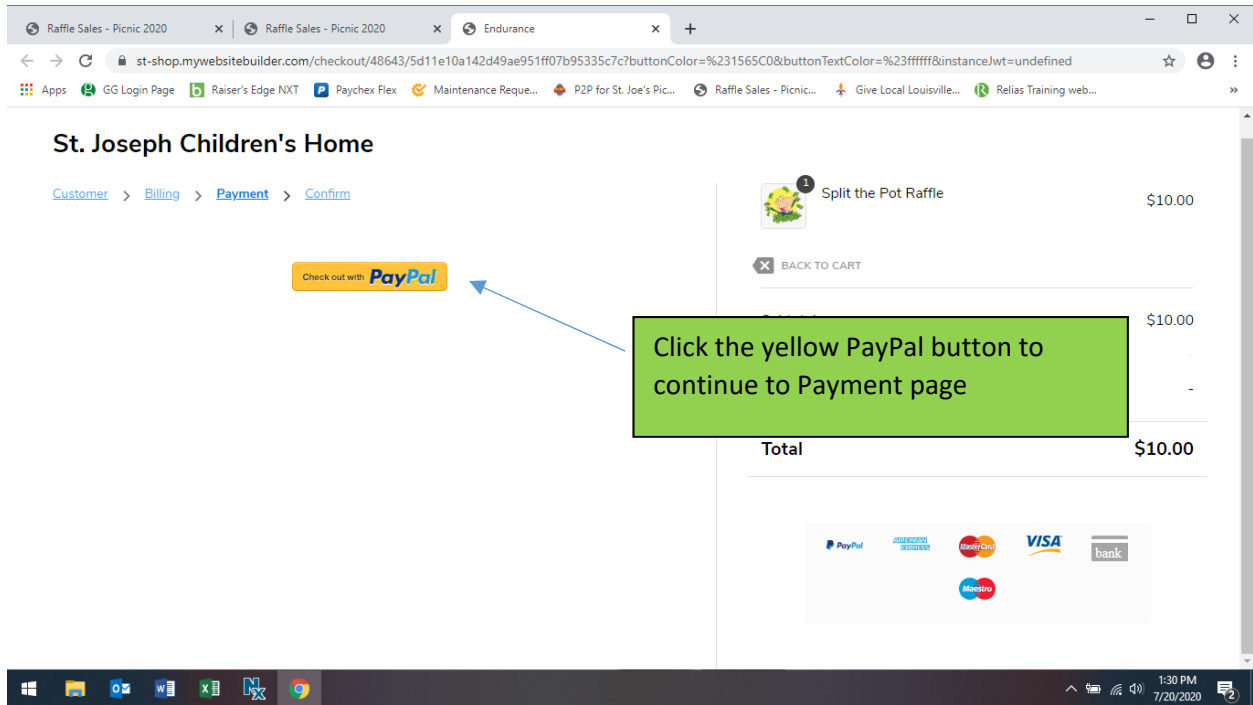 Raffle Sales - Picnic 2020
Raffle Sales - Picnic 2020
Endurance
st-shop.mywebsitebuilder.com/checkout/48643/5d11e10a142d49ae951ff07b95335c7c?buttonColor=%231565C0&buttonTextColor=%23ffffff&instanceJwt=undefined
Apps GG Login Page Raiser's Edge NXT Paychex Flex Maintenance Reque... P2P for St. Joe's Pic... Raffle Sales - Picnic... Give Local Louisville... Relias Training web... »
St. Joseph Children's Home
Customer > Billing > Payment > Confirm
1
Split the Pot Raffle
$10.00
Check out with PayPal
BACK TO CART
$10.00
Click the yellow PayPal button to
continue to Payment page
-
Total $10.00
PayPal AMERICAN EXPRESS MasterCard VISA bank
Maestro
1:30 PM
7/20/2020
2